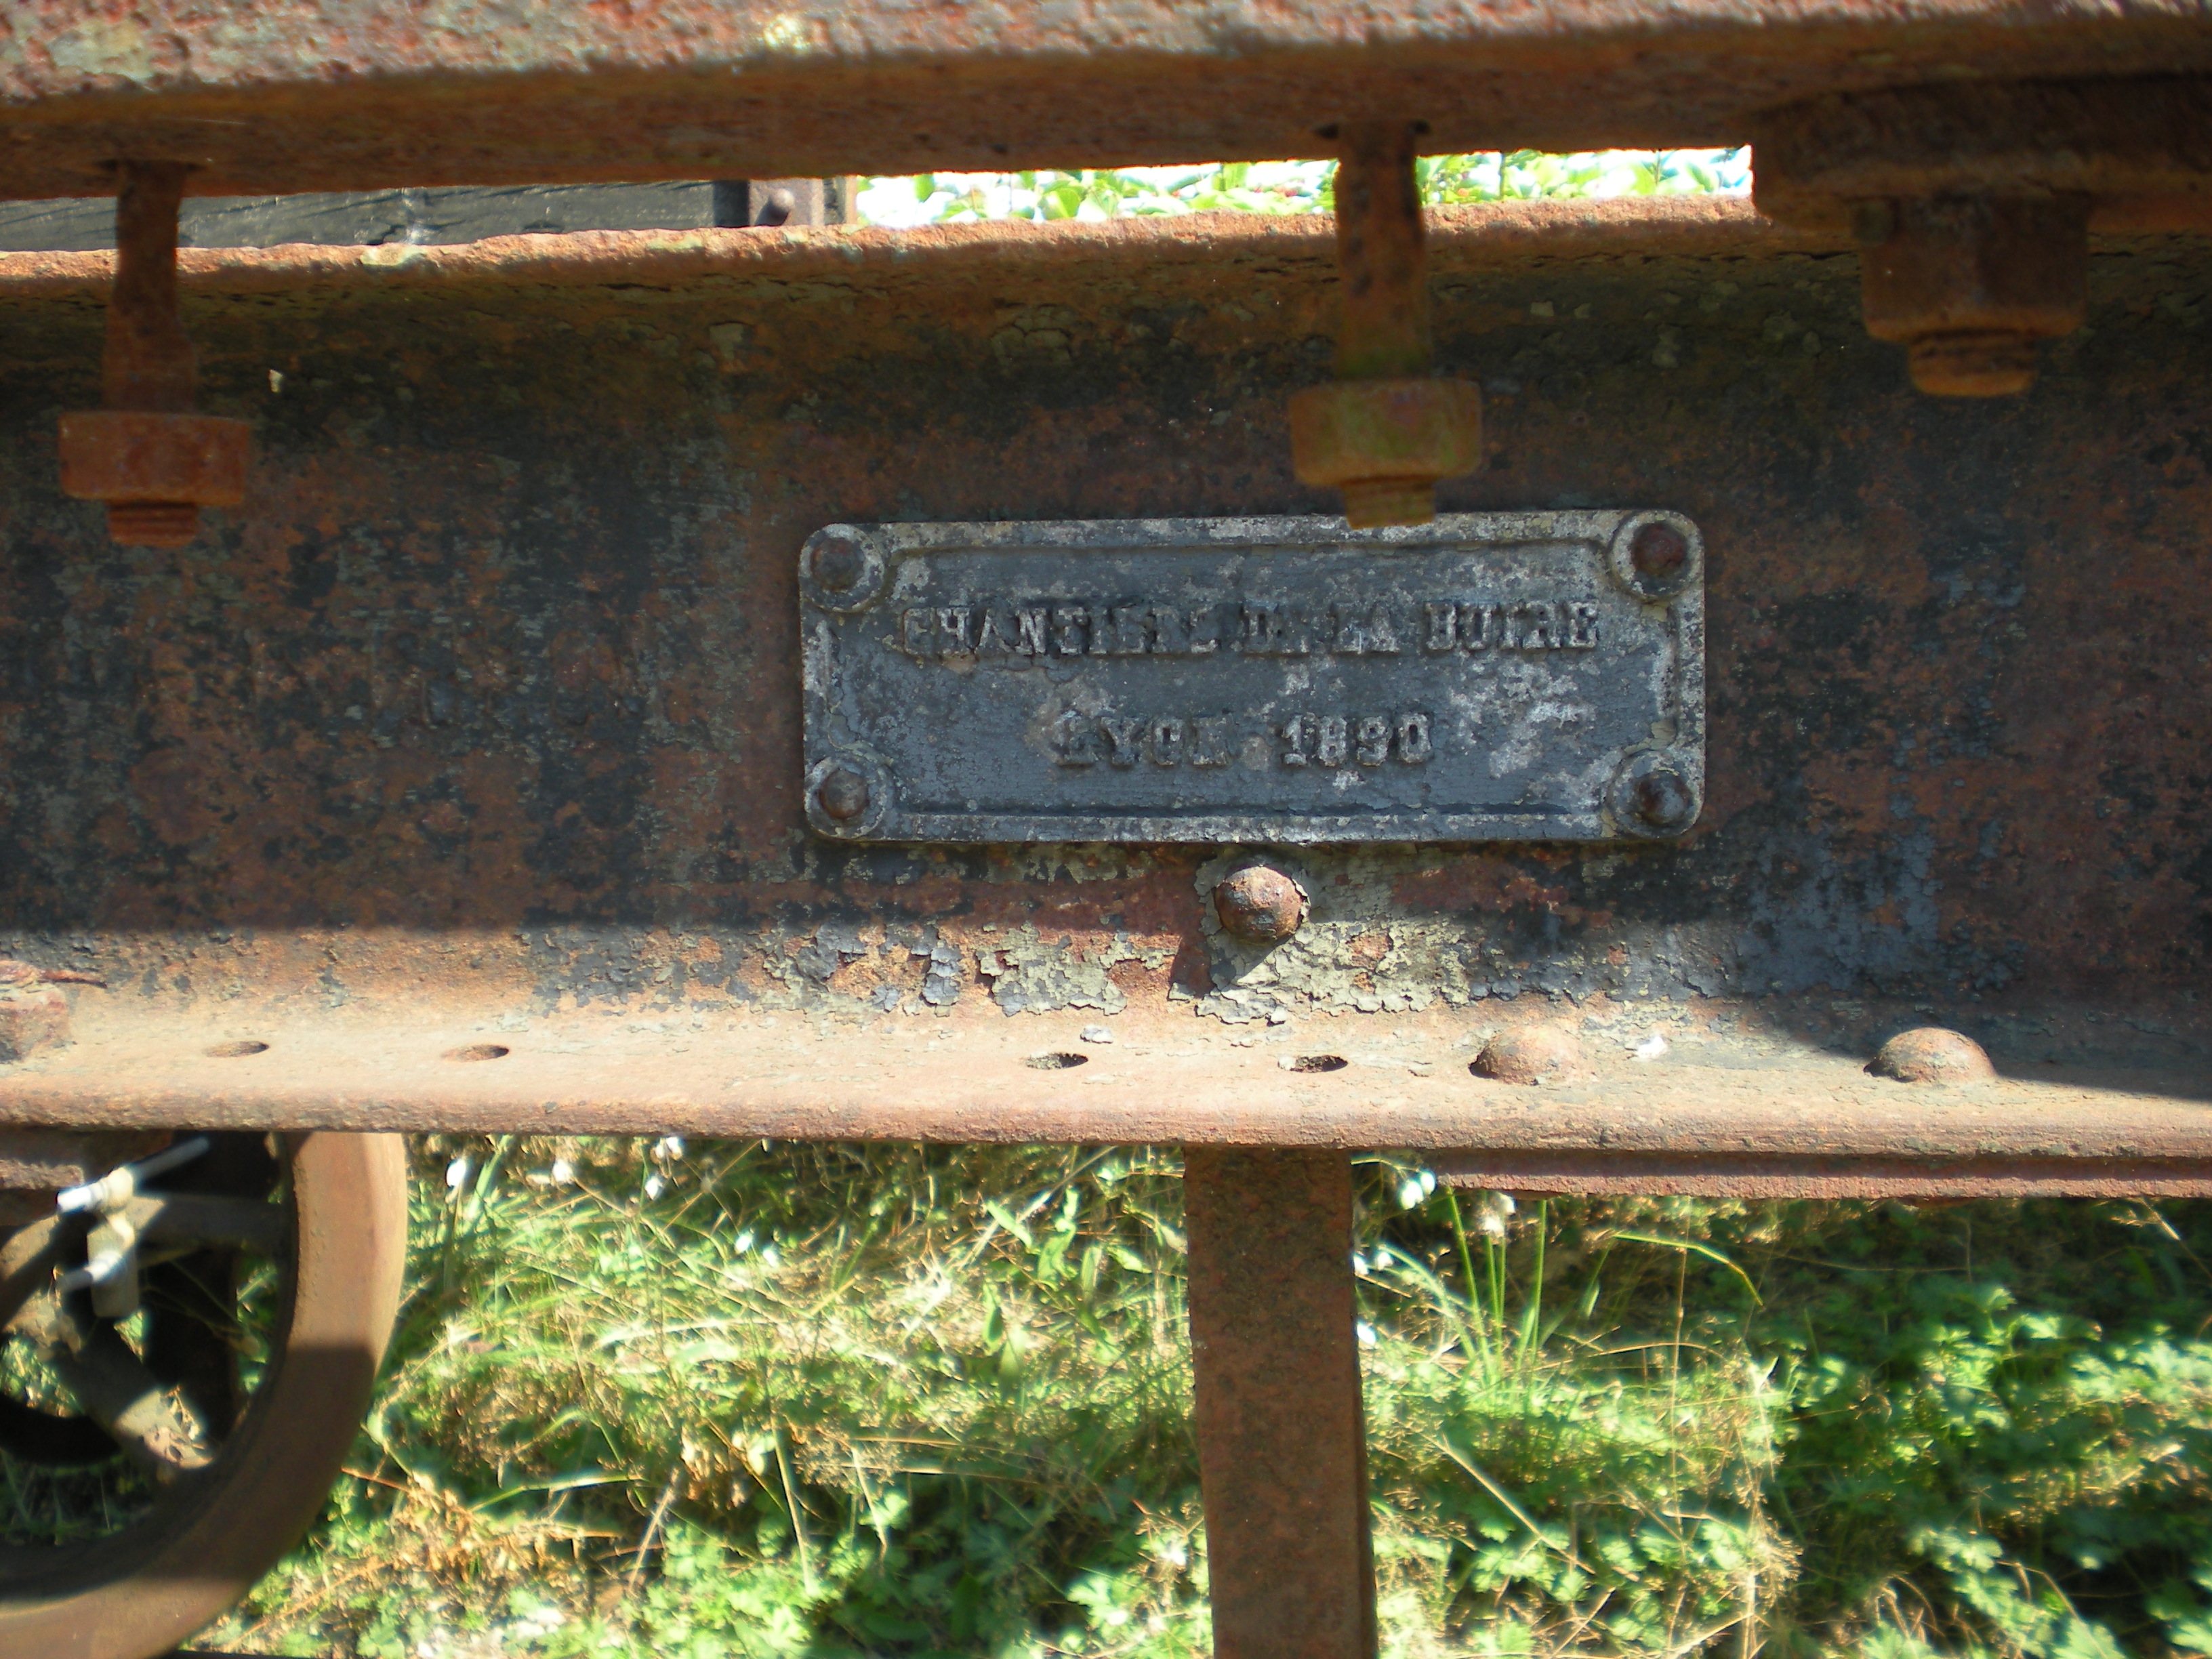 CHANTIERS DE LA BUIRE
LYON 1890